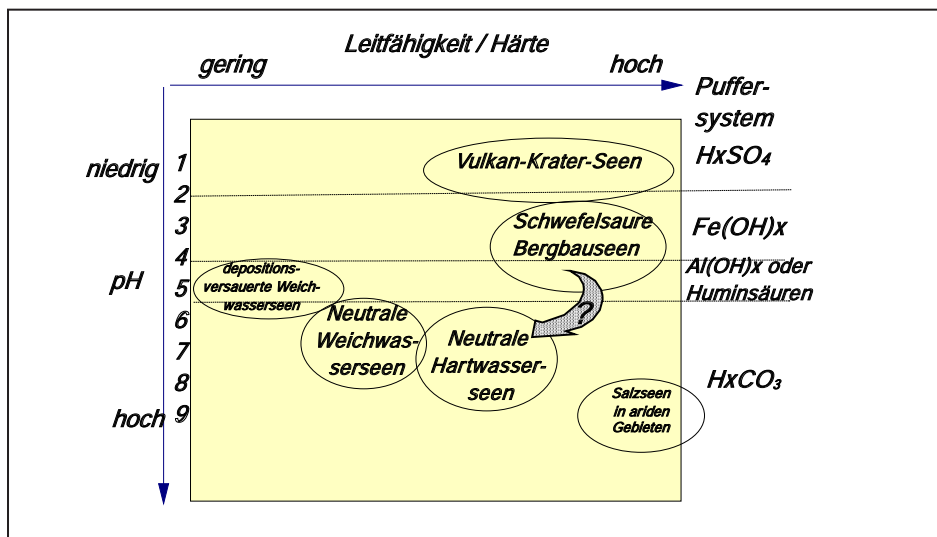 Leitfähigkeit / Härte
gering
hoch
Puffer-
system
niedrig
pH
hoch
1
2
3
4
5
6
7
8
9
Vulkan-Krater-Seen
HxSO₄
Schwefelsaure
Bergbauseen
Fe(OH)x
depositions-
versauerte Weich-
wasserseen
Al(OH)x oder
Huminsäuren
?
Neutrale
Weichwas-
serseen
Neutrale
Hartwasser-
seen
HxCO₃
Salzseen
in ariden
Gebieten